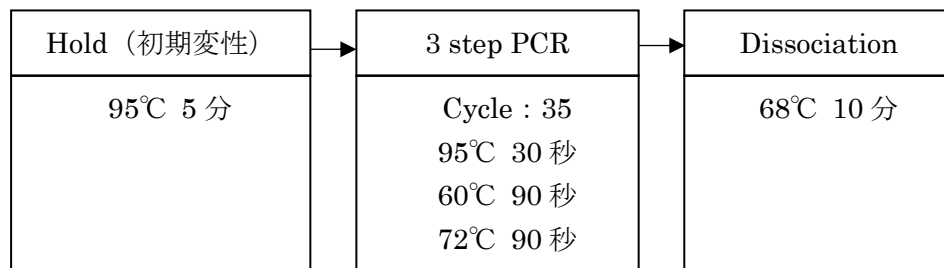 Hold（初期変性）
95℃ 5 分
3 step PCR
Cycle : 35
95℃ 30 秒
60℃ 90 秒
72℃ 90 秒
Dissociation
68℃ 10 分